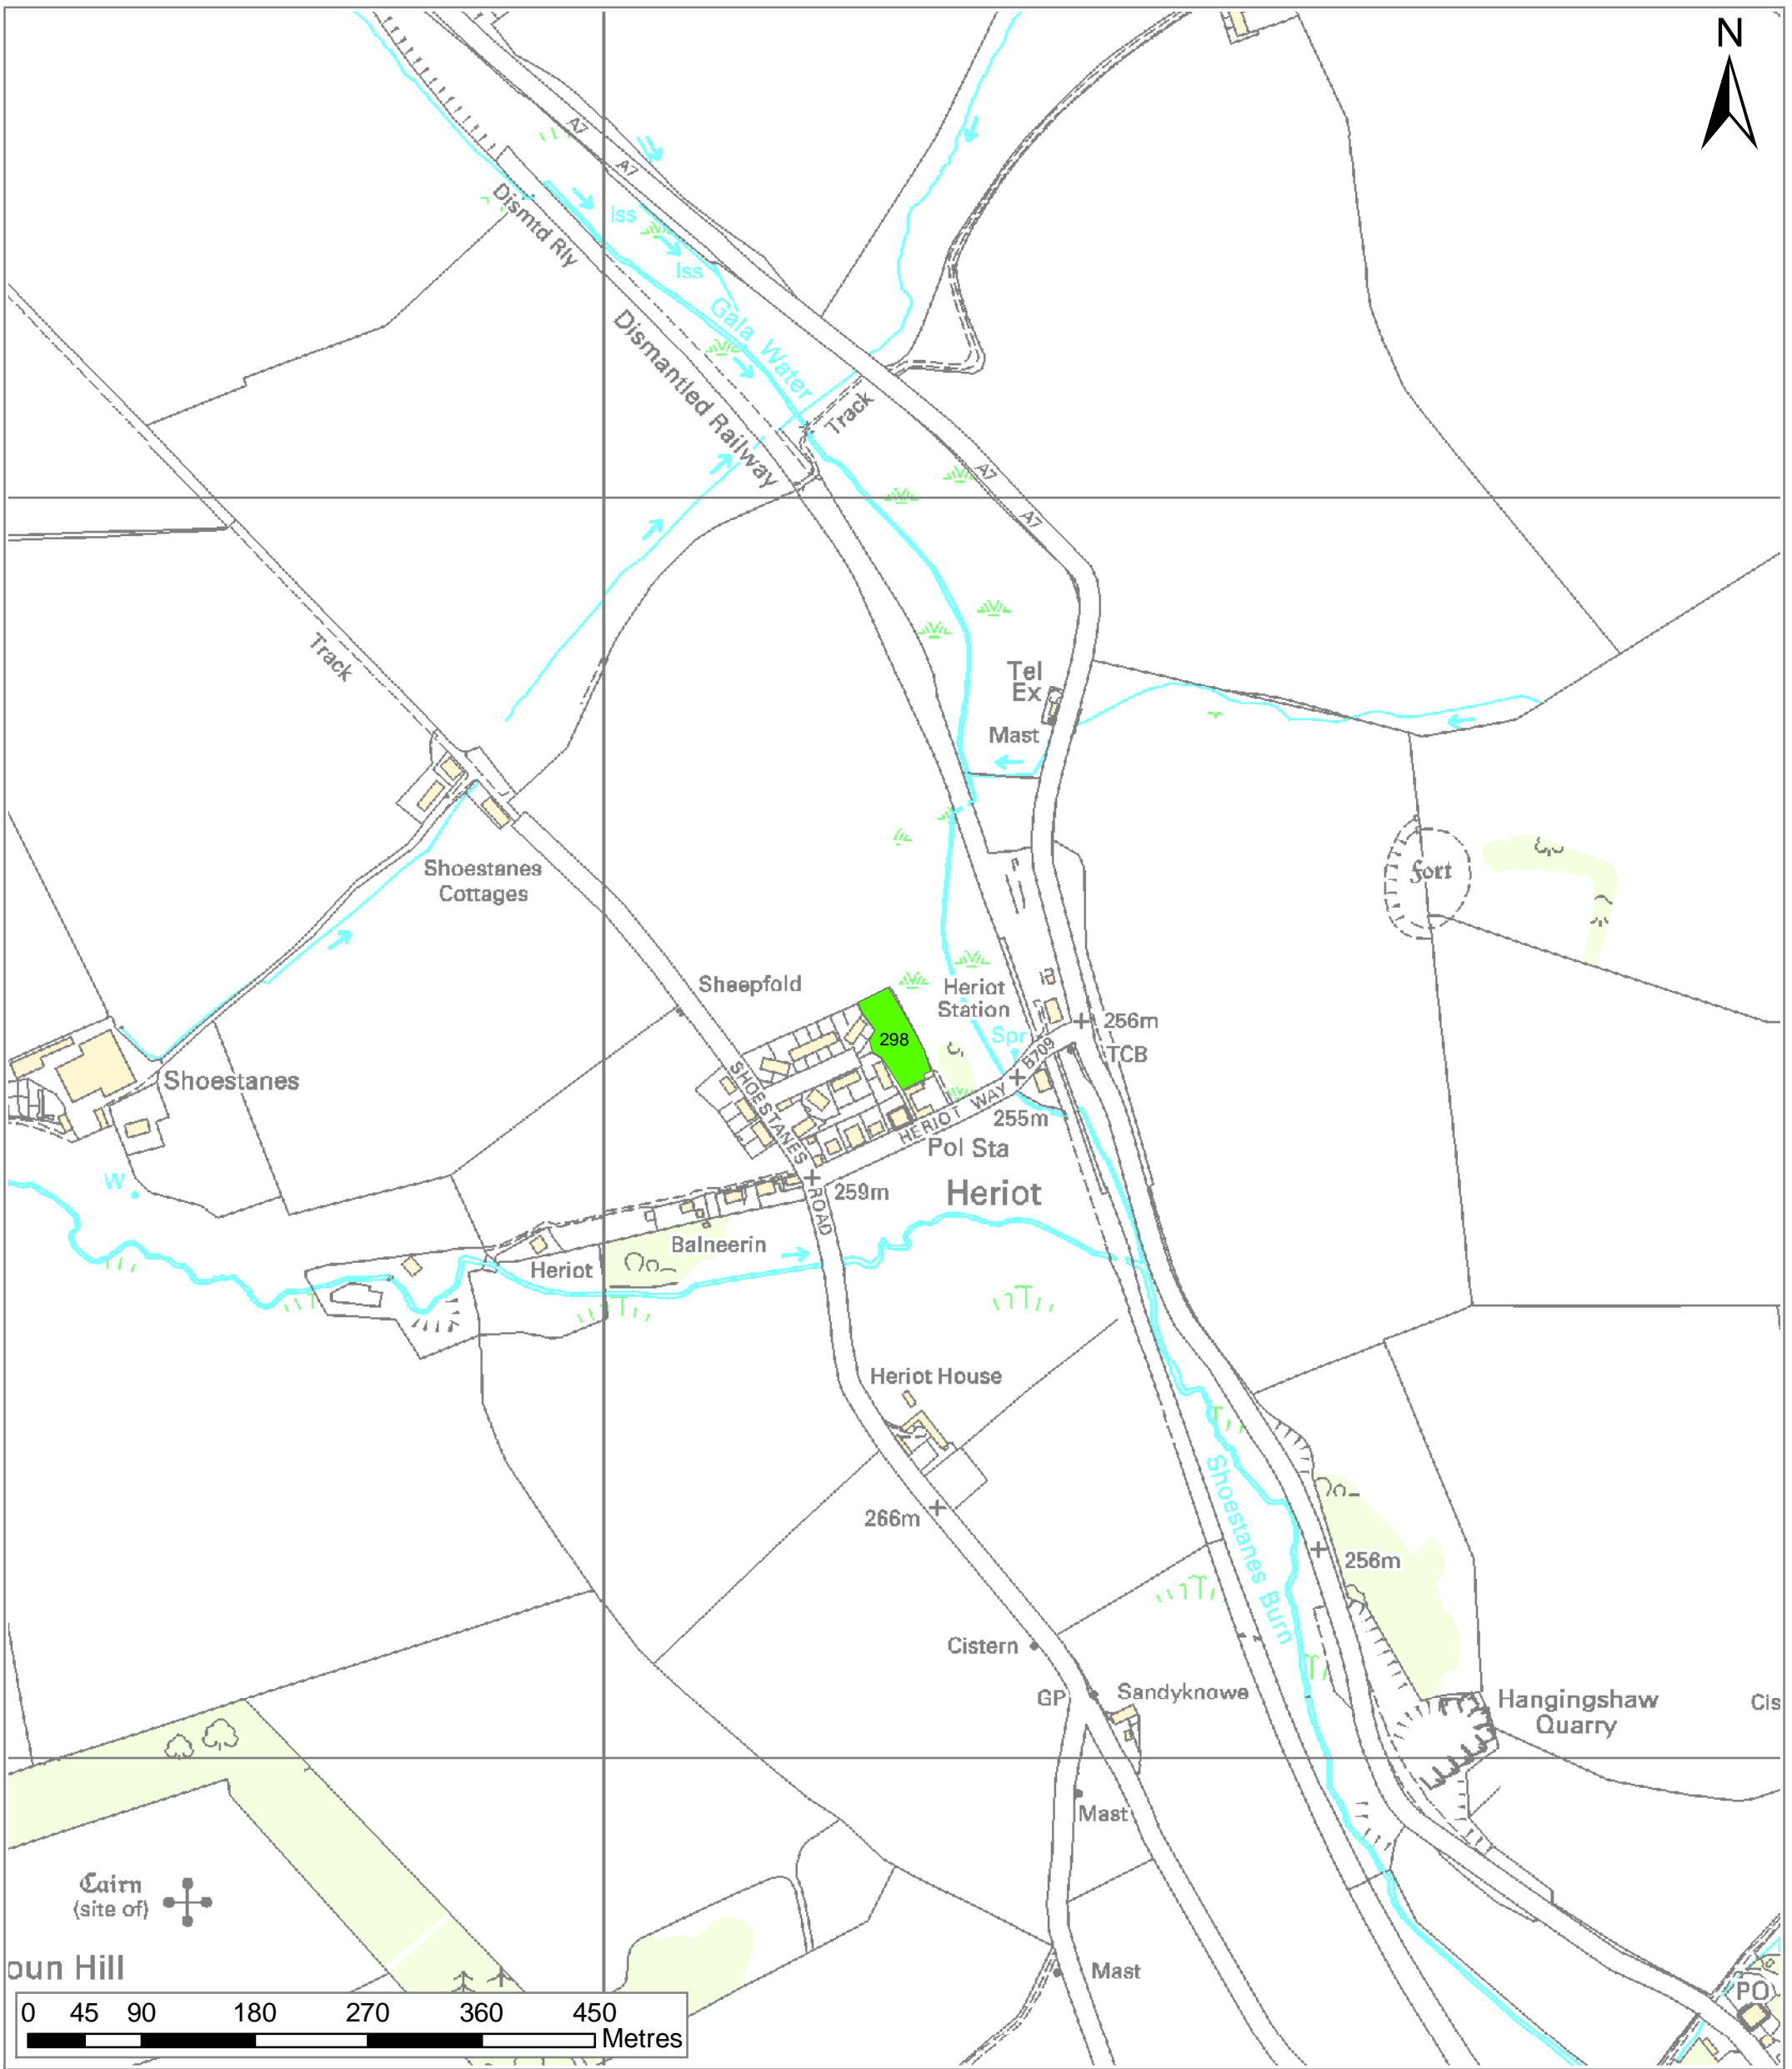 N
A7
A7
Dismtd Rly
Iss
Iss
Gala Water
Dismantled Railway
Track
A7
A7
Track
Tel
Ex
Mast
Shoestanes
Cottages
fort
Sheepfold
Heriot
Station
256m
298
Spr
B709
TCB
Shoestanes
SHOESTANES
ROAD
HERIOT WAY
255m
Pol Sta
W
259m
Heriot
Balneerin
Heriot
Heriot House
266m
Shoestanes Burn
256m
Cistern
GP
Sandyknowe
Hangingshaw
Quarry
Cis
Mast
Cairn
(site of)
oun Hill
Mast
PO
0 45 90 180 270 360 450
Metres